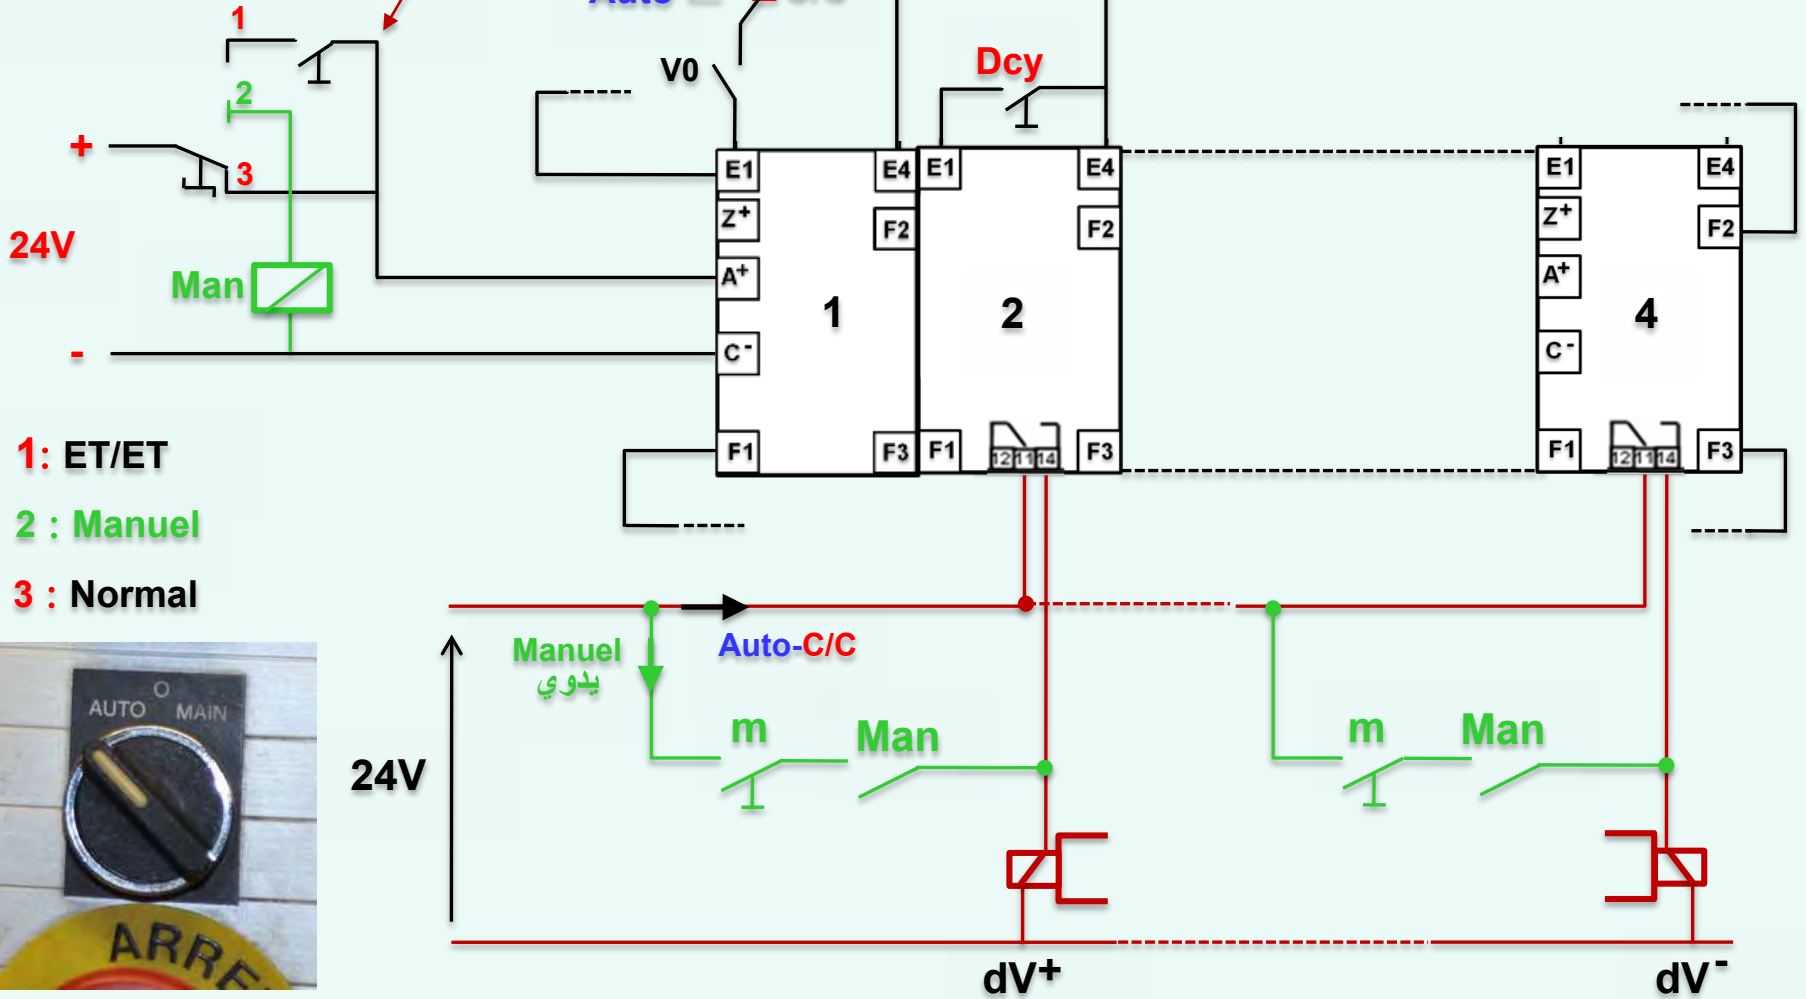 1
Auto
2
V0
Dcy
+
3
24V
Man
-
E1
E4
E1
E4
E1
E4
Z+
F2
F2
Z+
F2
A+
A+
1
2
4
C-
C-
F1
F3
F1
12 11 14
F3
F1
12 11 14
F3
1: ET/ET
2 : Manuel
3 : Normal
Manuel
يدوي
Auto-C/C
m
Man
m
Man
24V
O
AUTO MAIN
ARRE
dV+
dV-